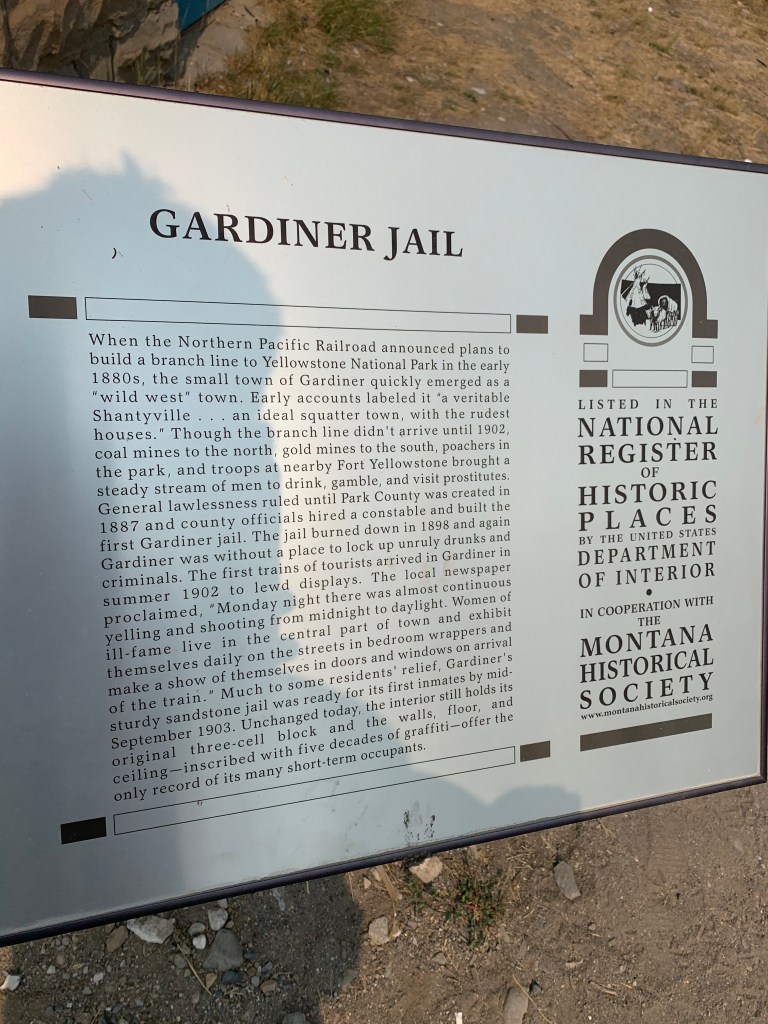 GARDINER JAIL
When the Northern Pacific Railroad announced plans to
build a branch line to Yellowstone National Park in the early
1880s, the small town of Gardiner quickly emerged as a
"wild west" town. Early accounts labeled it "a veritable
Shantyville . . . an ideal squatter town, with the rudest
houses." Though the branch line didn't arrive until 1902,
coal mines to the north, gold mines to the south, poachers in
the park, and troops at nearby Fort Yellowstone brought a
steady stream of men to drink, gamble, and visit prostitutes.
General lawlessness ruled until Park County was created in
1887 and county officials hired a constable and built the
first Gardiner jail. The jail burned down in 1898 and again
Gardiner was without a place to lock up unruly drunks and
criminals. The first trains of tourists arrived in Gardiner in
summer 1902 to lewd displays. The local newspaper
proclaimed, "Monday night there was almost continuous
yelling and shooting from midnight to daylight. Women of
ill-fame live in the central part of town and exhibit
themselves daily on the streets in bedroom wrappers and
make a show of themselves in doors and windows on arrival
of the train." Much to some residents' relief, Gardiner's
sturdy sandstone jail was ready for its first inmates by mid-
September 1903. Unchanged today, the interior still holds its
original three-cell block and the walls, floor, and
ceiling—inscribed with five decades of graffiti—offer the
only record of its many short-term occupants.
LISTED IN THE
NATIONAL
REGISTER
OF
HISTORIC
PLACES
BY THE UNITED STATES
DEPARTMENT
OF INTERIOR
•
IN COOPERATION WITH
THE
MONTANA
HISTORICAL
SOCIETY
www.montanahistoricalsociety.org